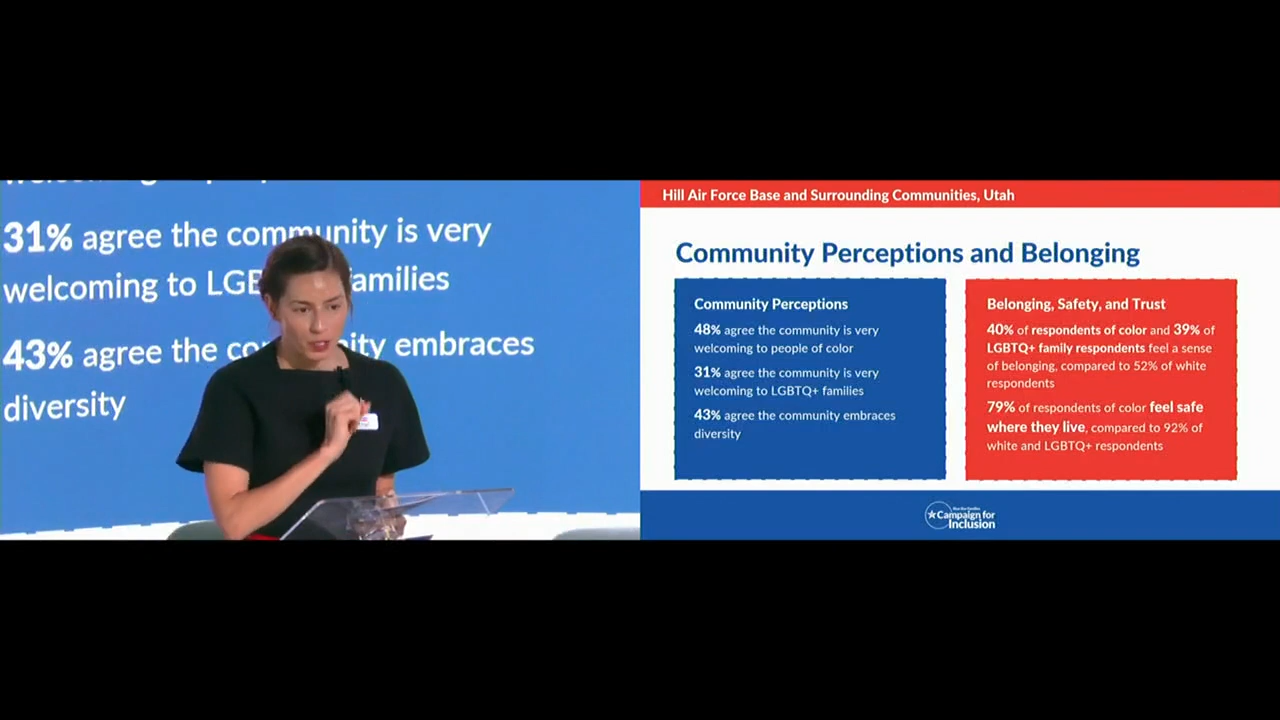 31% agree the community is very
welcoming to LGB families
43% agree the co ity embraces
diversity
Hill Air Force Base and Surrounding Communities, Utah
Community Perceptions and Belonging
Community Perceptions
48% agree the community is very
welcoming to people of color
31% agree the community is very
welcoming to LGBTQ+ families
43% agree the community embraces
diversity
Belonging, Safety, and Trust
40% of respondents of color and 39% of
LGBTQ+ family respondents feel a sense
of belonging, compared to 52% of white
respondents
79% of respondents of color feel safe
where they live, compared to 92% of
white and LGBTQ+ respondents
Campaign for
Inclusion